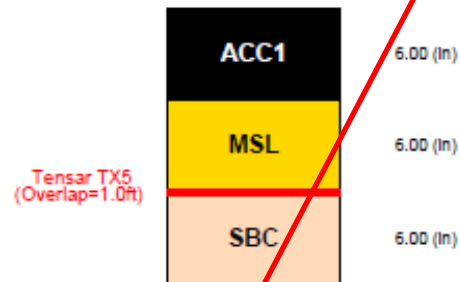 ACC1
6.00 (in)
MSL
6.00 (in)
Tensar TX5
(Overlap=1.0ft)
SBC
6.00 (in)